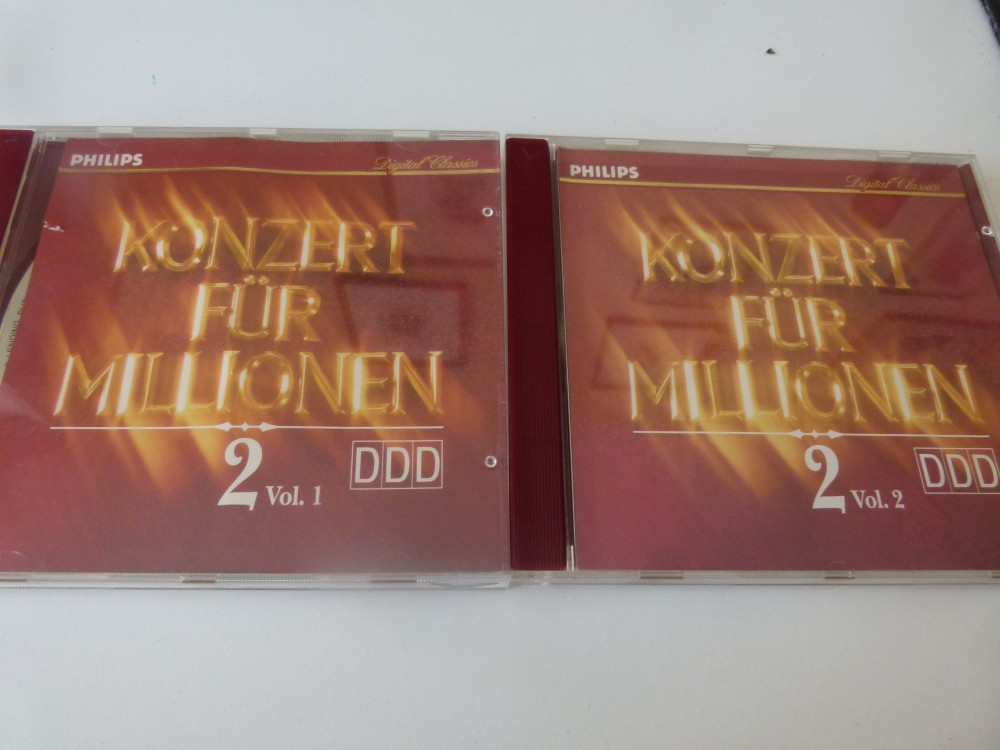 PHILIPS
Digital Classics
KONZERT
FÜR
MILLIONEN
2 Vol. 1
DDD
PHILIPS
Digital Classics
KONZERT
FÜR
MILLIONEN
2 Vol. 2
DDD